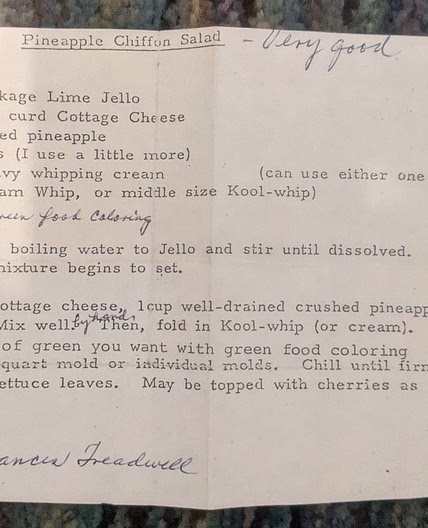 Pineapple Chiffon Salad - Very good
kage Lime Jello
curd Cottage Cheese
ed pineapple
s (I use a little more)
vy whipping cream (can use either one
am Whip, or middle size Kool-whip)
reen food coloring
boiling water to Jello and stir until dissolved.
mixture begins to set.
ottage cheese,, 1cup well-drained crushed pineapp
Mix well. by hand Then, fold in Kool-whip (or cream).
of green you want with green food coloring
quart mold or individual molds. Chill until firm
ettuce leaves. May be topped with cherries as
ances Treadwell